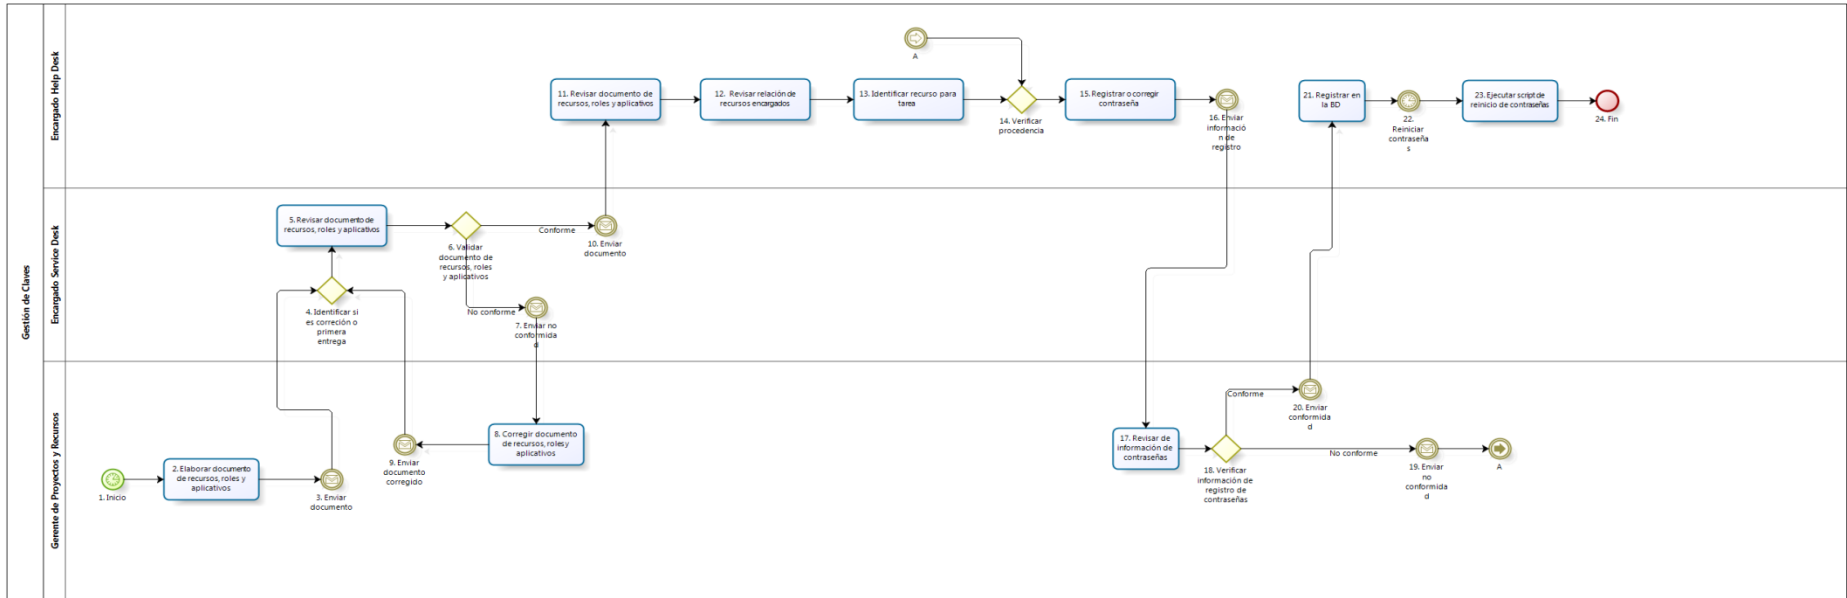 Gestión de Claves
Encargado Help Desk
A
11. Revisar documento de
recursos, roles y aplicativos
12. Revisar relación de
recursos encargados
13. Identificar recurso para
tarea
14. Verificar
procedencia
15. Registrar o corregir
contraseña
16. Enviar
informació
n de
registro
21. Registrar en
la BD
22.
Reiniciar
contraseña
s
23. Ejecutar script de
reinicio de contraseñas
24. Fin
Encargado Service Desk
5. Revisar documento de
recursos, roles y aplicativos
6. Validar
documento de
recursos, roles
y aplicativos
Conforme
10. Enviar
documento
4. Identificar si
es correción o
primera
entrega
No conforme
7. Enviar no
conformida
d
Gerente de Proyectos y Recursos
1. Inicio
2. Elaborar documento
de recursos, roles y
aplicativos
3. Enviar
documento
9. Enviar
documento
corregido
8. Corregir documento
de recursos, roles y
aplicativos
17. Revisar de
información de
contraseñas
18. Verificar
información de
registro de
contraseñas
Conforme
20. Enviar
conformida
d
No conforme
19. Enviar
no
conformida
d
A